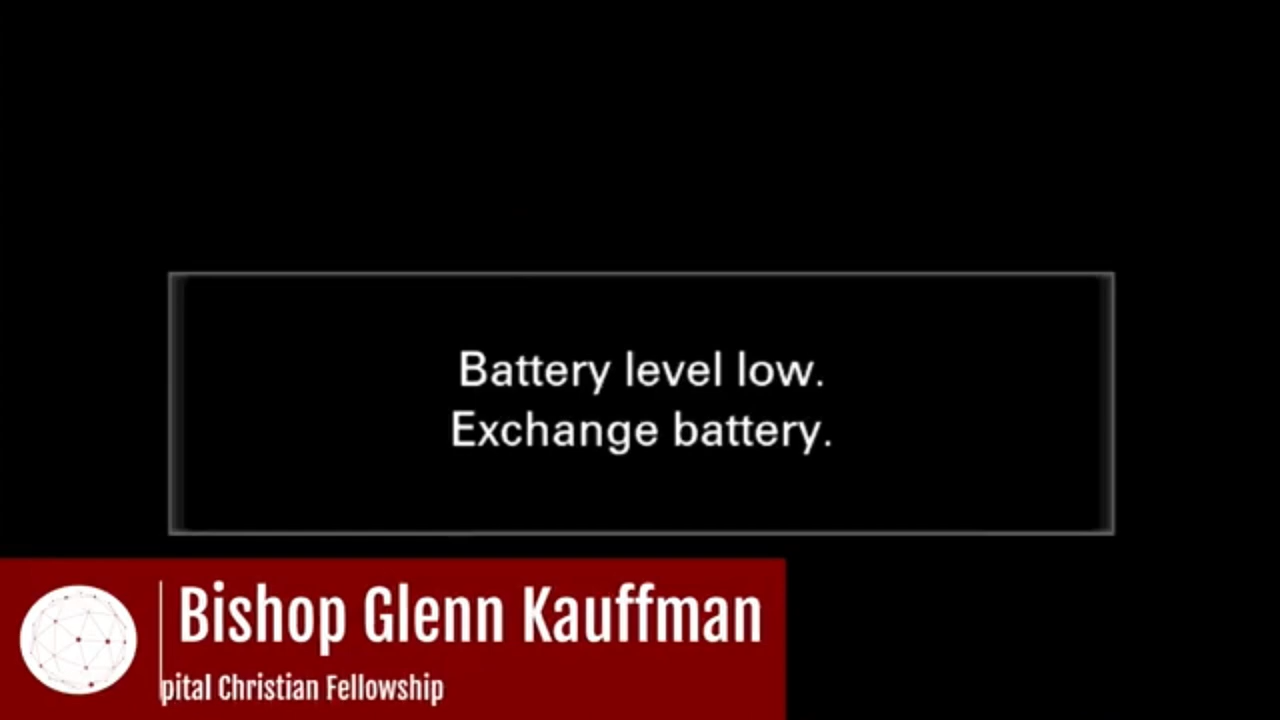 Battery level low.
Exchange battery.
Bishop Glenn Kauffman
pital Christian Fellowship